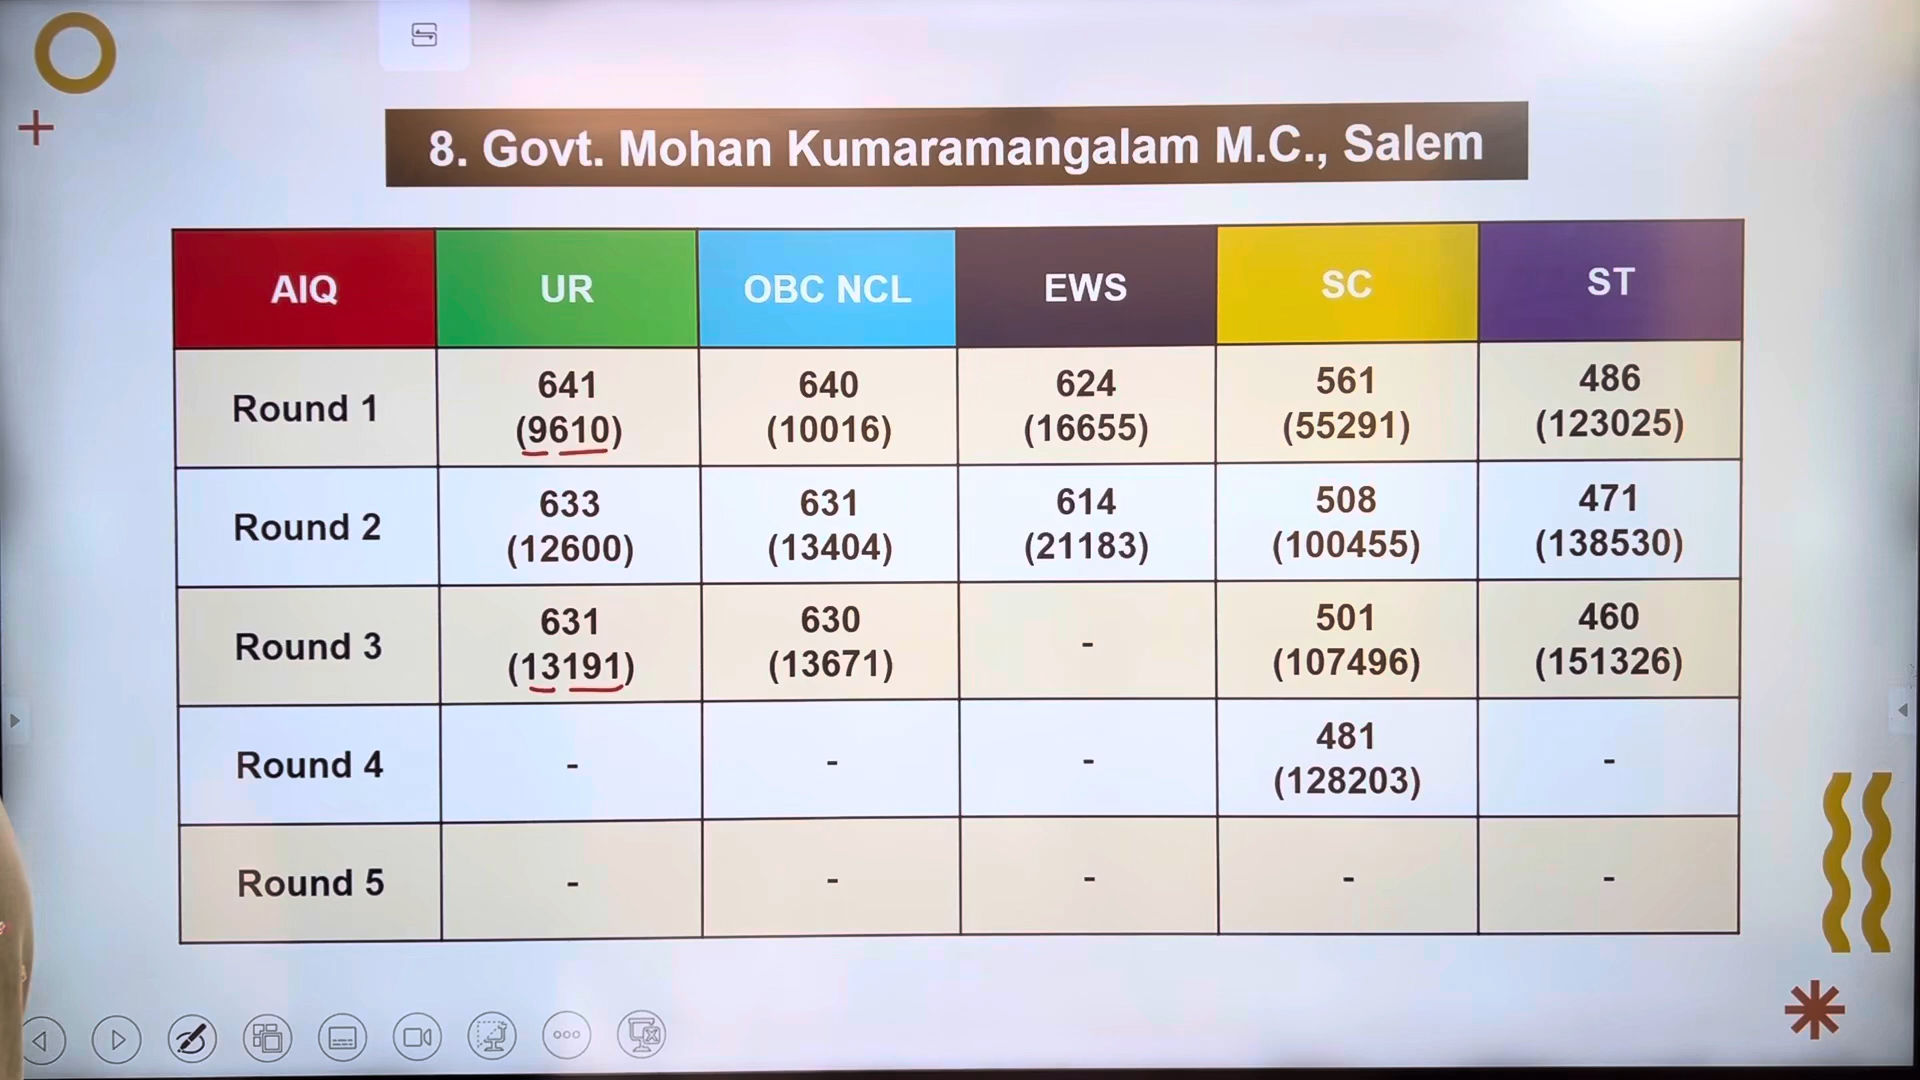 8. Govt. Mohan Kumaramangalam M.C., Salem
AIQ UR OBC NCL EWS SC ST
Round 1 641 (9610) 640 (10016) 624 (16655) 561 (55291) 486 (123025)
Round 2 633 (12600) 631 (13404) 614 (21183) 508 (100455) 471 (138530)
Round 3 631 (13191) 630 (13671) - 501 (107496) 460 (151326)
Round 4 - - - 481 (128203) -
Round 5 - - - - -